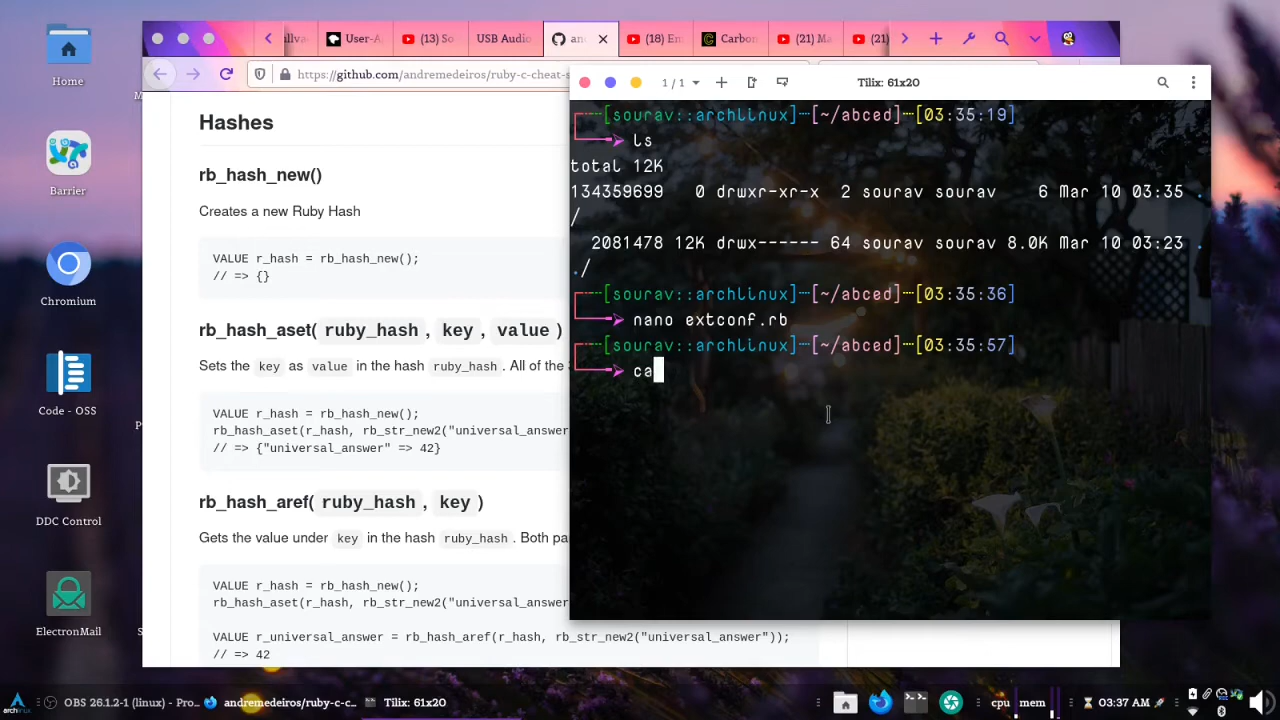 Home
Barrier
Chromium
Code - OSS
DDC Control
ElectronMail
User-A
(13) So
USB Audio
an
(18) En
Carbon
(21) Ma
(21)
https://github.com/andremedeiros/ruby-c-cheat-s
Hashes
rb_hash_new()
Creates a new Ruby Hash
VALUE r_hash = rb_hash_new();
// => {}
rb_hash_aset( ruby_hash , key , value )
Sets the key as value in the hash ruby_hash . All of the
VALUE r_hash = rb_hash_new();
rb_hash_aset(r_hash, rb_str_new2("universal_answer
// => {"universal_answer" => 42}
rb_hash_aref( ruby_hash , key )
Gets the value under key in the hash ruby_hash . Both pa
VALUE r_hash = rb_hash_new();
rb_hash_aset(r_hash, rb_str_new2("universal_answer
VALUE r_universal_answer = rb_hash_aref(r_hash, rb_str_new2("universal_answer"));
// => 42
1 / 1
Tilix: 61x20
[sourav::archlinux]--[~/abced]--[03:35:19]
ls
total 12K
134359699 0 drwxr-xr-x 2 sourav sourav 6 Mar 10 03:35 .
/
2081478 12K drwx------ 64 sourav sourav 8.0K Mar 10 03:23 .
./
[sourav::archlinux]--[~/abced]--[03:35:36]
nano extconf.rb
[sourav::archlinux]--[~/abced]--[03:35:57]
ca
archlinux
OBS 26.1.2-1 (linux) - Pro...
andremedeiros/ruby-c-c...
Tilix: 61x20
cpu
mem
03:37 AM